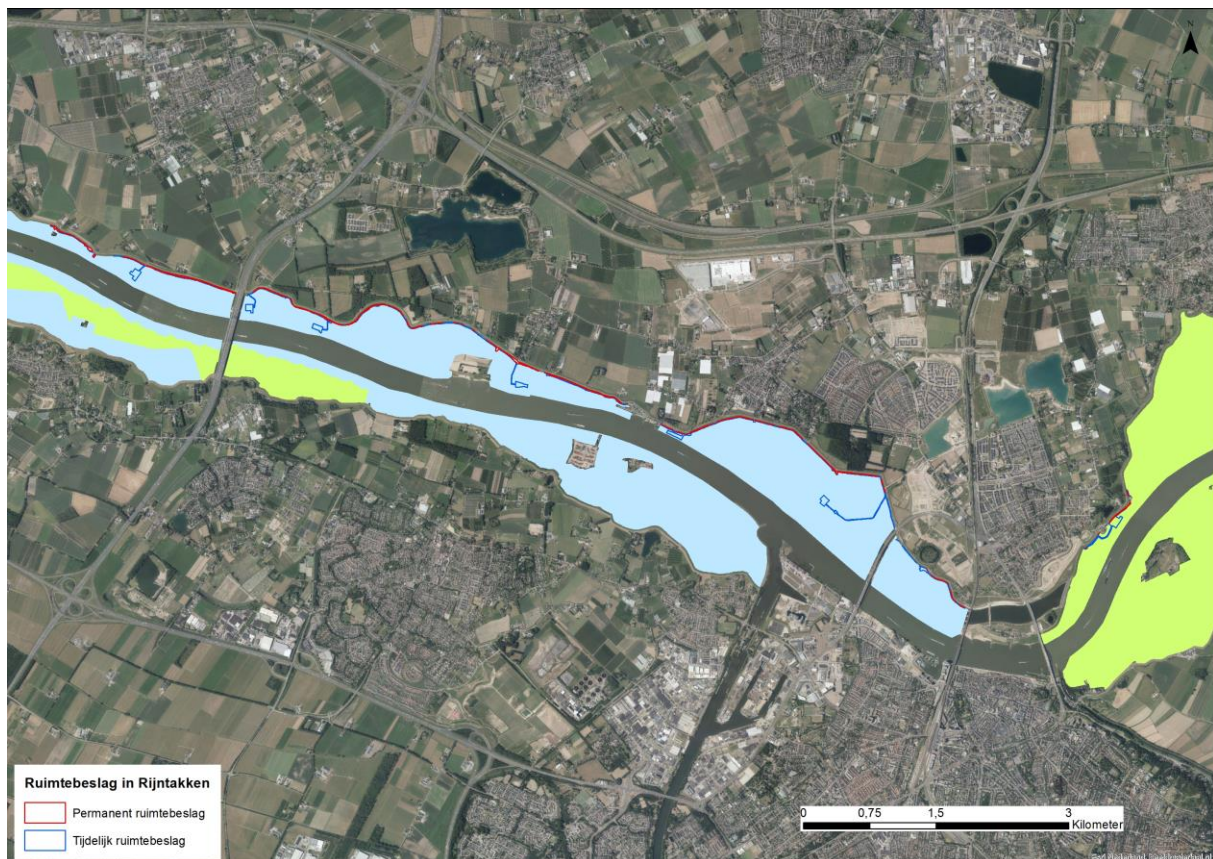 N
Ruimtebeslag in Rijntakken
Permanent ruimtebeslag
Tijdelijk ruimtebeslag
0 0,75 1,5 3
Kilometer